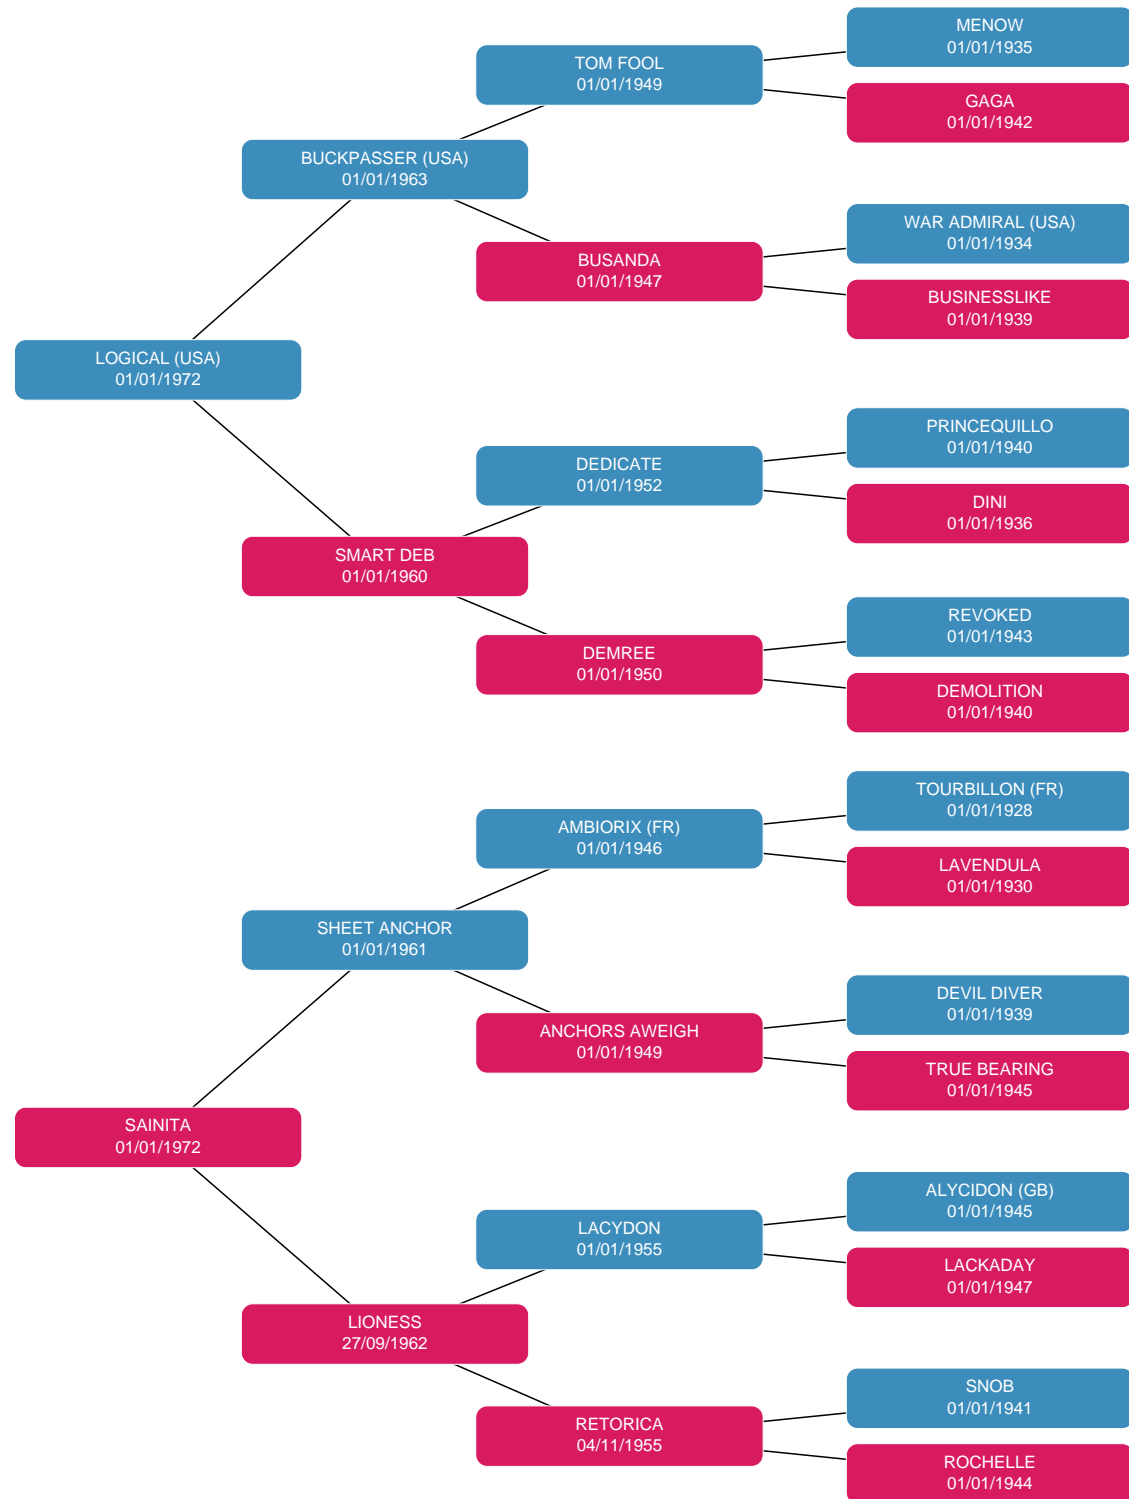 MENOW
01/01/1935
TOM FOOL
01/01/1949
GAGA
01/01/1942
BUCKPASSER (USA)
01/01/1963
WAR ADMIRAL (USA)
01/01/1934
BUSANDA
01/01/1947
BUSINESSLIKE
01/01/1939
LOGICAL (USA)
01/01/1972
PRINCEQUILLO
01/01/1940
DEDICATE
01/01/1952
DINI
01/01/1936
SMART DEB
01/01/1960
REVOKED
01/01/1943
DEMREE
01/01/1950
DEMOLITION
01/01/1940
TOURBILLON (FR)
01/01/1928
AMBIORIX (FR)
01/01/1946
LAVENDULA
01/01/1930
SHEET ANCHOR
01/01/1961
DEVIL DIVER
01/01/1939
ANCHORS AWEIGH
01/01/1949
TRUE BEARING
01/01/1945
SAINITA
01/01/1972
ALYCIDON (GB)
01/01/1945
LACYDON
01/01/1955
LACKADAY
01/01/1947
LIONESS
27/09/1962
SNOB
01/01/1941
RETORICA
04/11/1955
ROCHELLE
01/01/1944